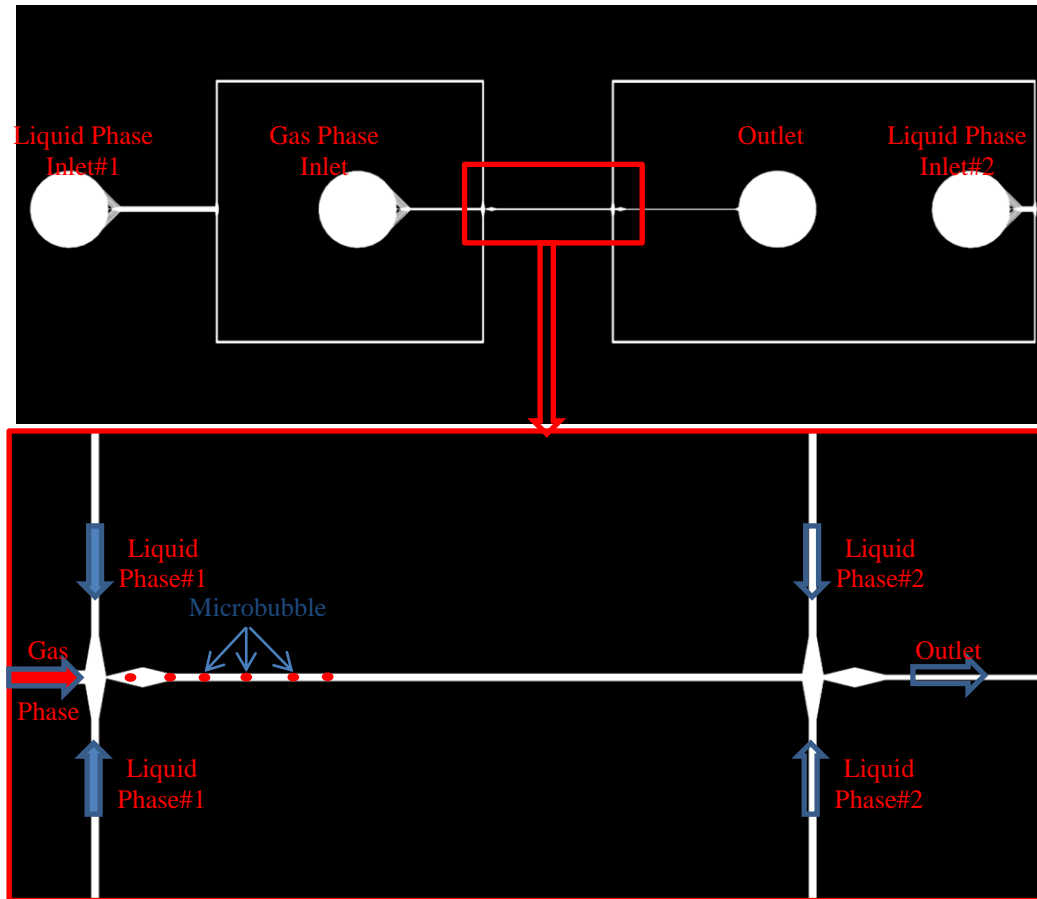 Liquid Phase
Inlet#1
Gas Phase
Inlet
Outlet
Liquid Phase
Inlet#2
Liquid
Phase#1
Liquid
Phase#2
Microbubble
Gas
Phase
Outlet
Liquid
Phase#1
Liquid
Phase#2